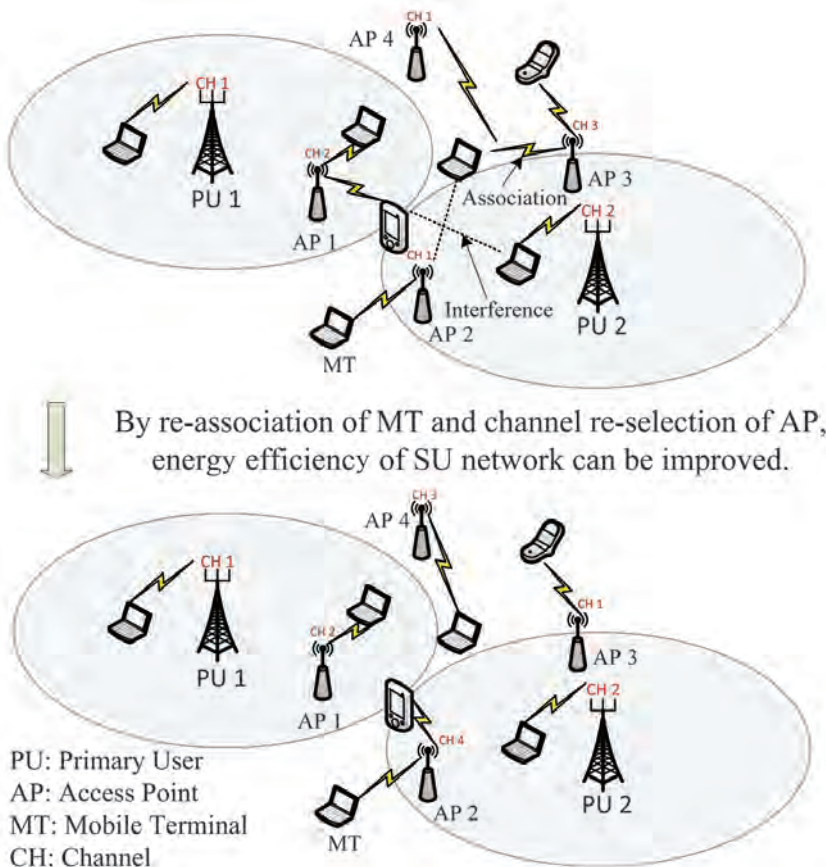 CH 1
AP 4
CH 1
PU 1
CH 2
AP 1
CH 3
AP 3
Association
CH 2
PU 2
CH 1
AP 2
Interference
MT
By re-association of MT and channel re-selection of AP,
energy efficiency of SU network can be improved.
CH 3
AP 4
CH 1
PU 1
CH 2
AP 1
CH 1
AP 3
CH 2
PU 2
CH 4
AP 2
MT
PU: Primary User
AP: Access Point
MT: Mobile Terminal
CH: Channel